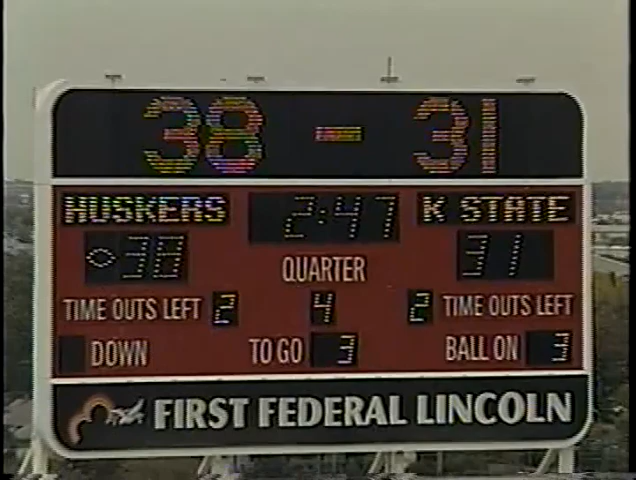 38 - 31
HUSKERS 2:47 K STATE
38 31
QUARTER
TIME OUTS LEFT 2 4 2 TIME OUTS LEFT
DOWN TO GO 3 BALL ON 3
FIRST FEDERAL LINCOLN